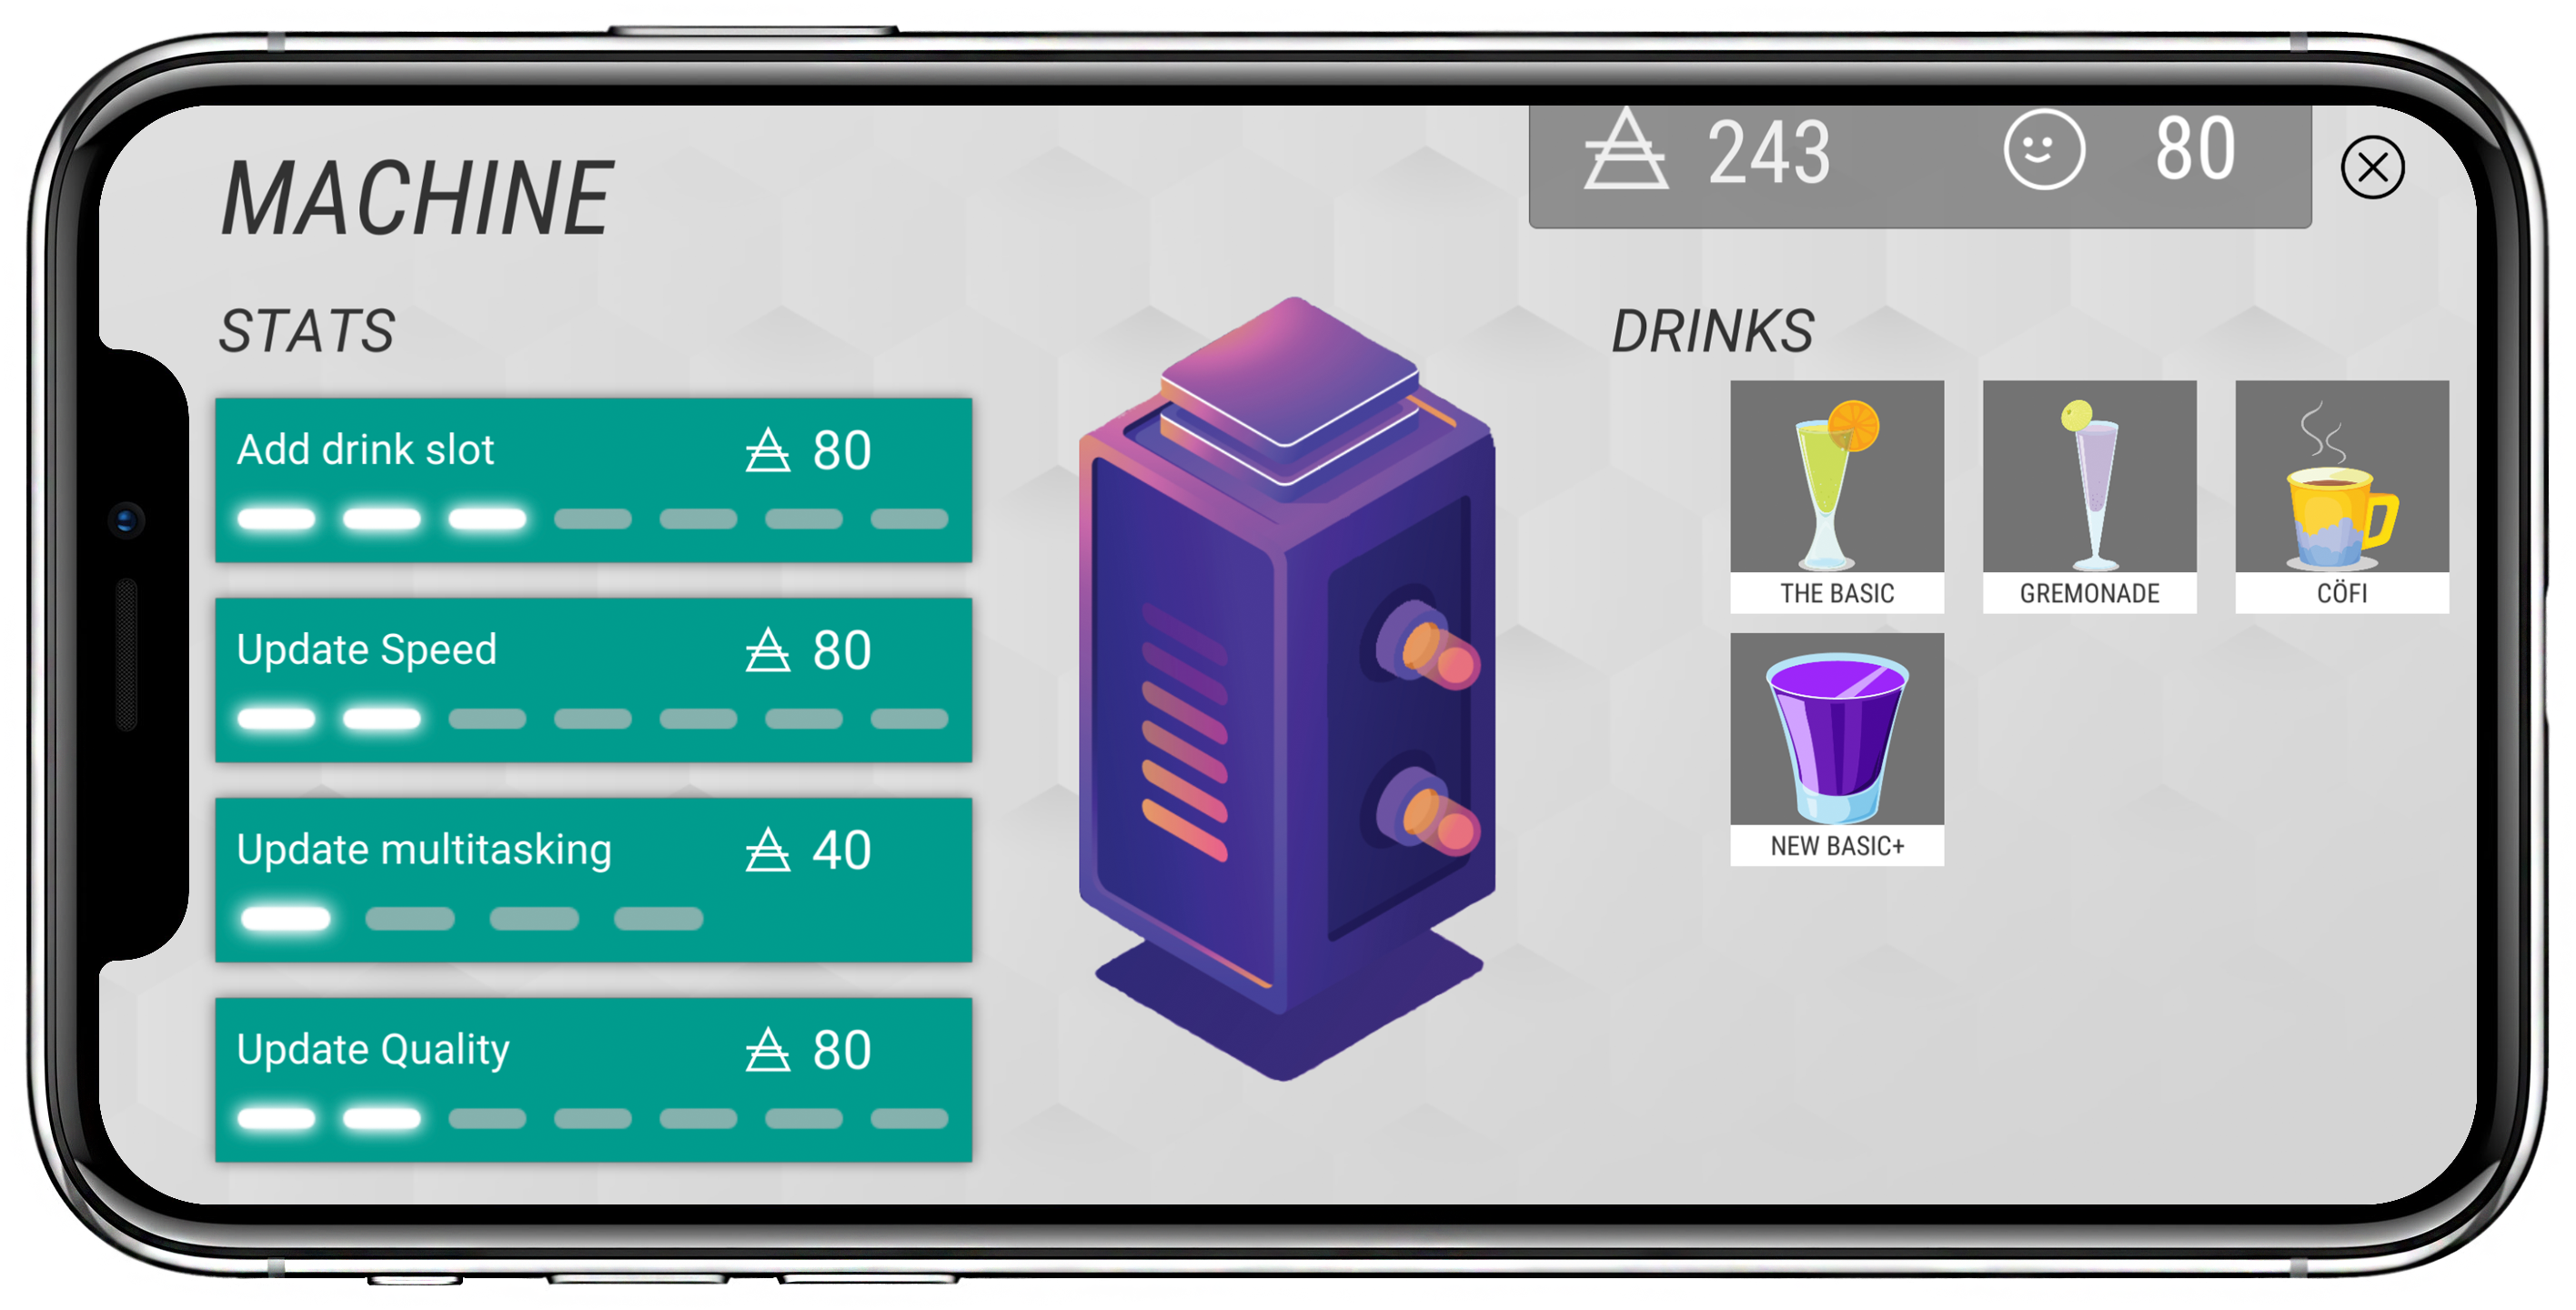 MACHINE
243 80
STATS
Add drink slot 80
Update Speed 80
Update multitasking 40
Update Quality 80
DRINKS
THE BASIC
GREMONADE
CÖFI
NEW BASIC+